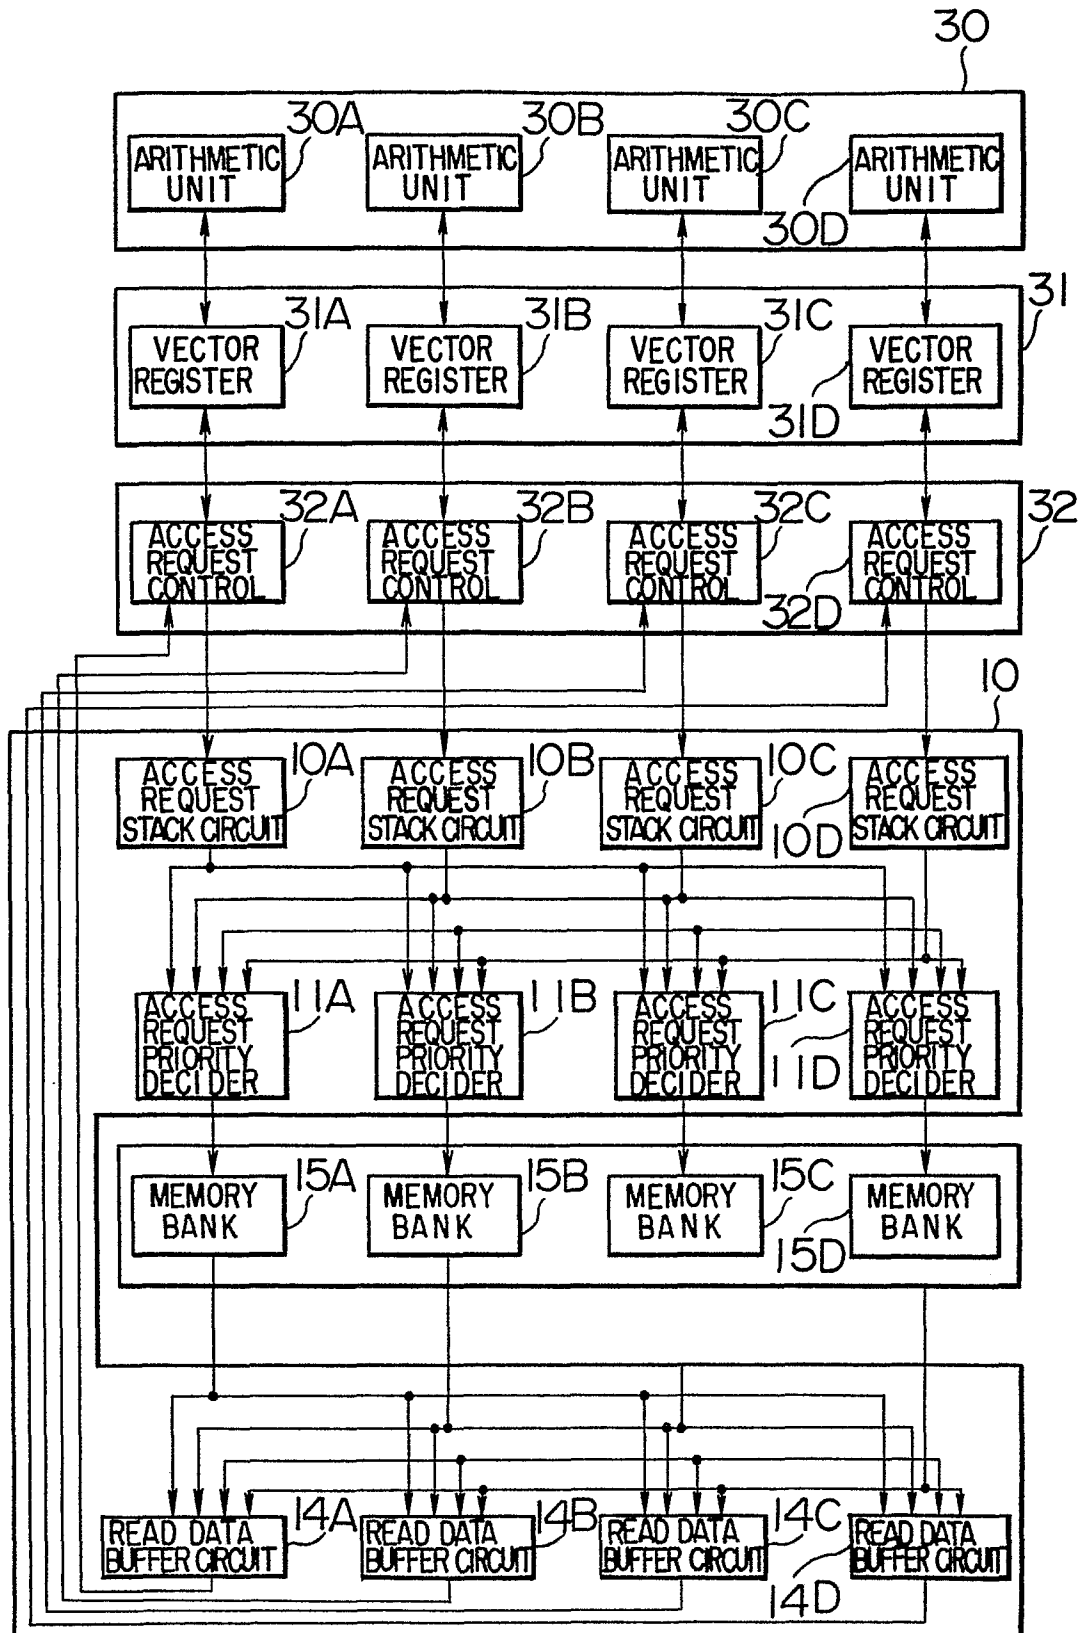 30
30A
30B
30C
ARITHMETIC
UNIT
ARITHMETIC
UNIT
ARITHMETIC
UNIT
30D
ARITHMETIC
UNIT
31
31A
31B
31C
VECTOR
REGISTER
VECTOR
REGISTER
VECTOR
REGISTER
31D
VECTOR
REGISTER
32
32A
32B
32C
ACCESS
REQUEST
CONTROL
ACCESS
REQUEST
CONTROL
ACCESS
REQUEST
CONTROL
32D
ACCESS
REQUEST
CONTROL
10
10A
10B
10C
ACCESS
REQUEST
STACK CIRCUIT
ACCESS
REQUEST
STACK CIRCUIT
ACCESS
REQUEST
STACK CIRCUIT
10D
ACCESS
REQUEST
STACK CIRCUIT
11A
11B
11C
ACCESS
REQUEST
PRIORITY
DECIDER
ACCESS
REQUEST
PRIORITY
DECIDER
ACCESS
REQUEST
PRIORITY
DECIDER
11D
ACCESS
REQUEST
PRIORITY
DECIDER
15A
15B
15C
MEMORY
BANK
MEMORY
BANK
MEMORY
BANK
15D
MEMORY
BANK
14A
14B
14C
READ DATA
BUFFER CIRCUIT
READ DATA
BUFFER CIRCUIT
READ DATA
BUFFER CIRCUIT
14D
READ DATA
BUFFER CIRCUIT